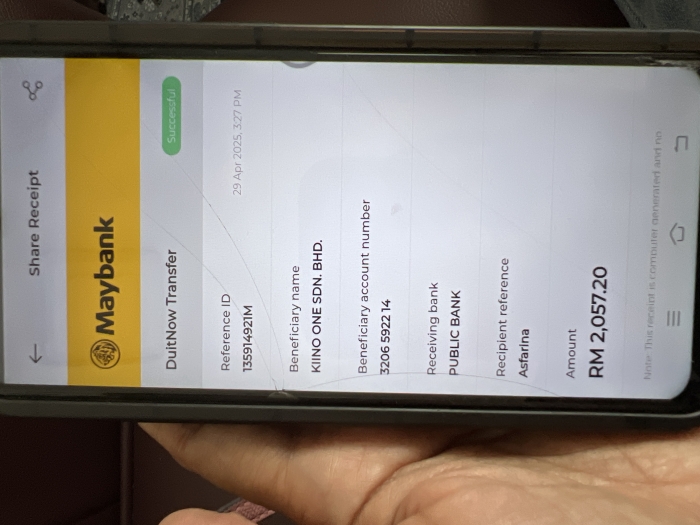 Share Receipt
Maybank
DuitNow Transfer
Successful
Reference ID
29 Apr 2025, 3:27 PM
135914921M
Beneficiary name
KIINO ONE SDN. BHD.
Beneficiary account number
3206 5922 14
Receiving bank
PUBLIC BANK
Recipient reference
Asfarina
Amount
RM 2,057.20
Note: This receipt is computer generated and no